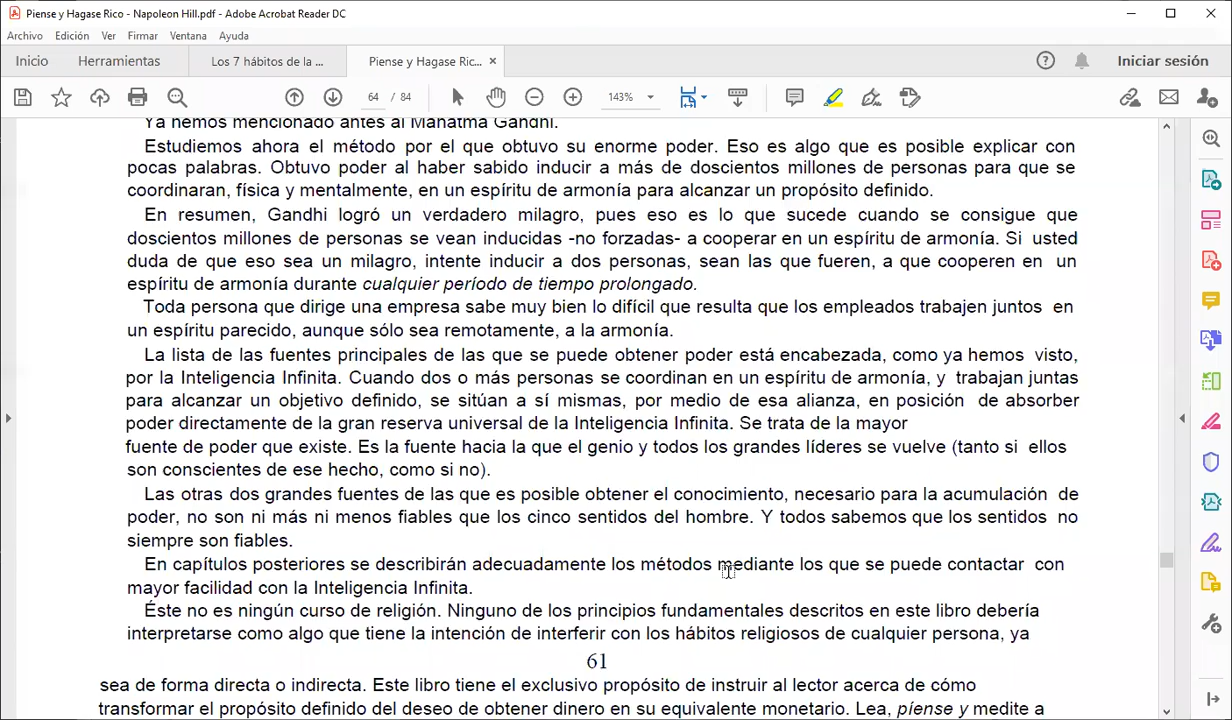 Piense y Hagase Rico - Napoleon Hill.pdf - Adobe Acrobat Reader DC
Archivo Edición Ver Firmar Ventana Ayuda
Inicio Herramientas Los 7 hábitos de la ... Piense y Hagase Ric... ×
Iniciar sesión
64 / 84 143%
Ya hemos mencionado antes al Mahatma Gandhi.
Estudiemos ahora el método por el que obtuvo su enorme poder. Eso es algo que es posible explicar con
pocas palabras. Obtuvo poder al haber sabido inducir a más de doscientos millones de personas para que se
coordinaran, física y mentalmente, en un espíritu de armonía para alcanzar un propósito definido.
En resumen, Gandhi logró un verdadero milagro, pues eso es lo que sucede cuando se consigue que
doscientos millones de personas se vean inducidas -no forzadas- a cooperar en un espíritu de armonía. Si usted
duda de que eso sea un milagro, intente inducir a dos personas, sean las que fueren, a que cooperen en un
espíritu de armonía durante cualquier período de tiempo prolongado.
Toda persona que dirige una empresa sabe muy bien lo difícil que resulta que los empleados trabajen juntos en
un espíritu parecido, aunque sólo sea remotamente, a la armonía.
La lista de las fuentes principales de las que se puede obtener poder está encabezada, como ya hemos visto,
por la Inteligencia Infinita. Cuando dos o más personas se coordinan en un espíritu de armonía, y trabajan juntas
para alcanzar un objetivo definido, se sitúan a sí mismas, por medio de esa alianza, en posición de absorber
poder directamente de la gran reserva universal de la Inteligencia Infinita. Se trata de la mayor
fuente de poder que existe. Es la fuente hacia la que el genio y todos los grandes líderes se vuelve (tanto si ellos
son conscientes de ese hecho, como si no).
Las otras dos grandes fuentes de las que es posible obtener el conocimiento, necesario para la acumulación de
poder, no son ni más ni menos fiables que los cinco sentidos del hombre. Y todos sabemos que los sentidos no
siempre son fiables.
En capítulos posteriores se describirán adecuadamente los métodos mediante los que se puede contactar con
mayor facilidad con la Inteligencia Infinita.
Éste no es ningún curso de religión. Ninguno de los principios fundamentales descritos en este libro debería
interpretarse como algo que tiene la intención de interferir con los hábitos religiosos de cualquier persona, ya
61
sea de forma directa o indirecta. Este libro tiene el exclusivo propósito de instruir al lector acerca de cómo
transformar el propósito definido del deseo de obtener dinero en su equivalente monetario. Lea, píense y medite a